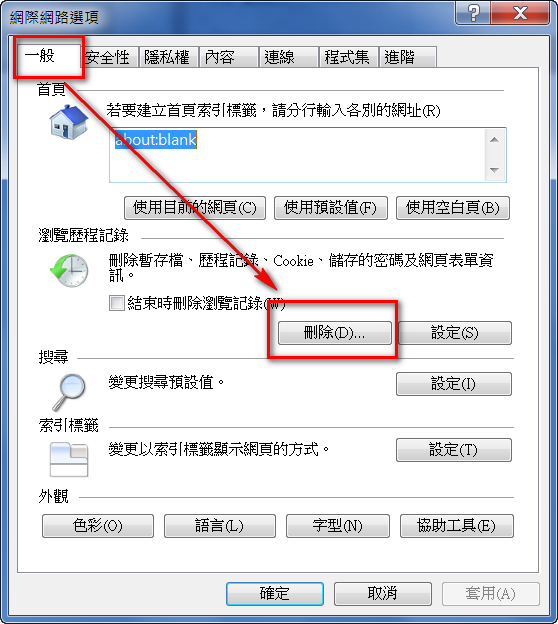 網際網路選項
一般
安全性
隱私權
內容
連線
程式集
進階
首頁
若要建立首頁索引標籤，請分行輸入各別的網址(R)
about:blank
使用目前的網頁(C)
使用預設值(F)
使用空白頁(B)
瀏覽歷程記錄
刪除暫存檔、歷程記錄、Cookie、儲存的密碼及網頁表單資
訊。
結束時刪除瀏覽記錄(W)
刪除(D)...
設定(S)
搜尋
變更搜尋預設值。
設定(I)
索引標籤
變更以索引標籤顯示網頁的方式。
設定(T)
外觀
色彩(O)
語言(L)
字型(N)
協助工具(E)
確定
取消
套用(A)